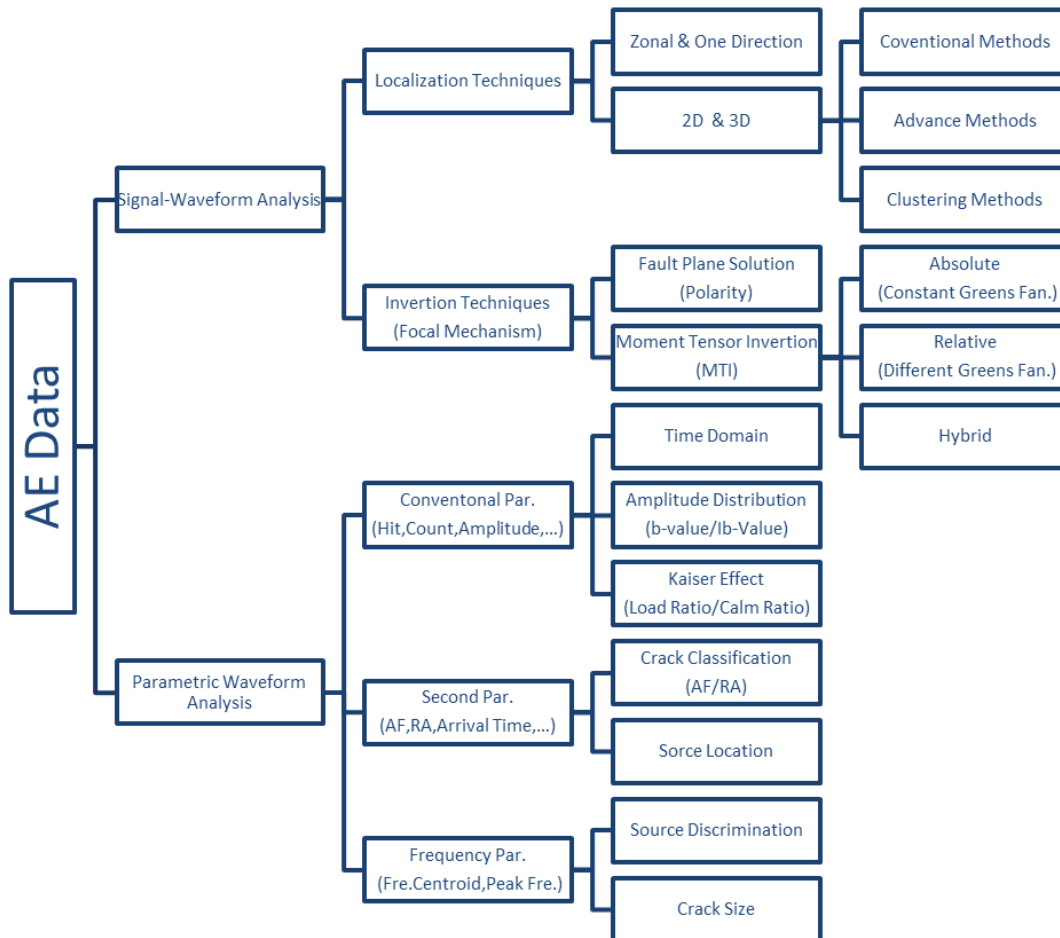 AE Data
Signal-Waveform Analysis
Localization Techniques
Zonal & One Direction
2D & 3D
Coventional Methods
Advance Methods
Clustering Methods
Invertion Techniques
(Focal Mechanism)
Fault Plane Solution
(Polarity)
Moment Tensor Invertion
(MTI)
Absolute
(Constant Greens Fan.)
Relative
(Different Greens Fan.)
Hybrid
Parametric Waveform
Analysis
Conventonal Par.
(Hit,Count,Amplitude,...)
Time Domain
Amplitude Distribution
(b-value/Ib-Value)
Kaiser Effect
(Load Ratio/Calm Ratio)
Second Par.
(AF,RA,Arrival Time,...)
Crack Classification
(AF/RA)
Sorce Location
Frequency Par.
(Fre.Centroid,Peak Fre.)
Source Discrimination
Crack Size